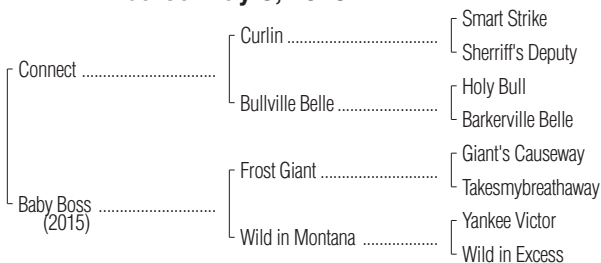 Smart Strike
Curlin
Sherriff's Deputy
Connect
Holy Bull
Bullville Belle
Barkerville Belle
Giant's Causeway
Frost Giant
Takesmybreathaway
Baby Boss
(2015)
Yankee Victor
Wild in Montana
Wild in Excess